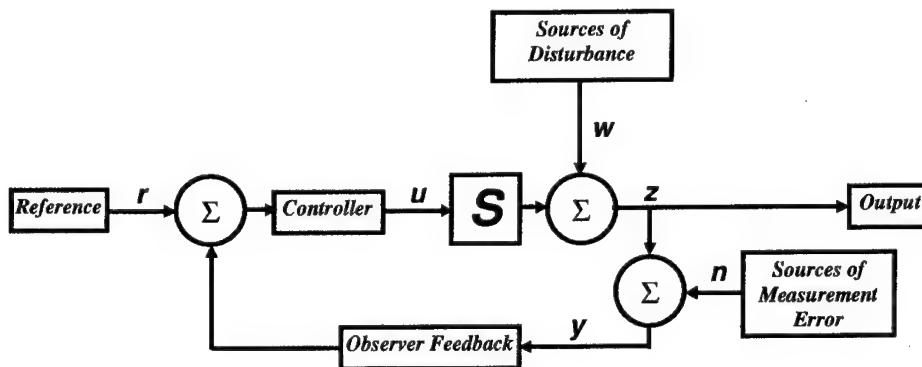 Sources of
Disturbance
w
Reference
r
Σ
Controller
u
S
Σ
z
Output
Σ
n
Sources of
Measurement
Error
y
Observer Feedback